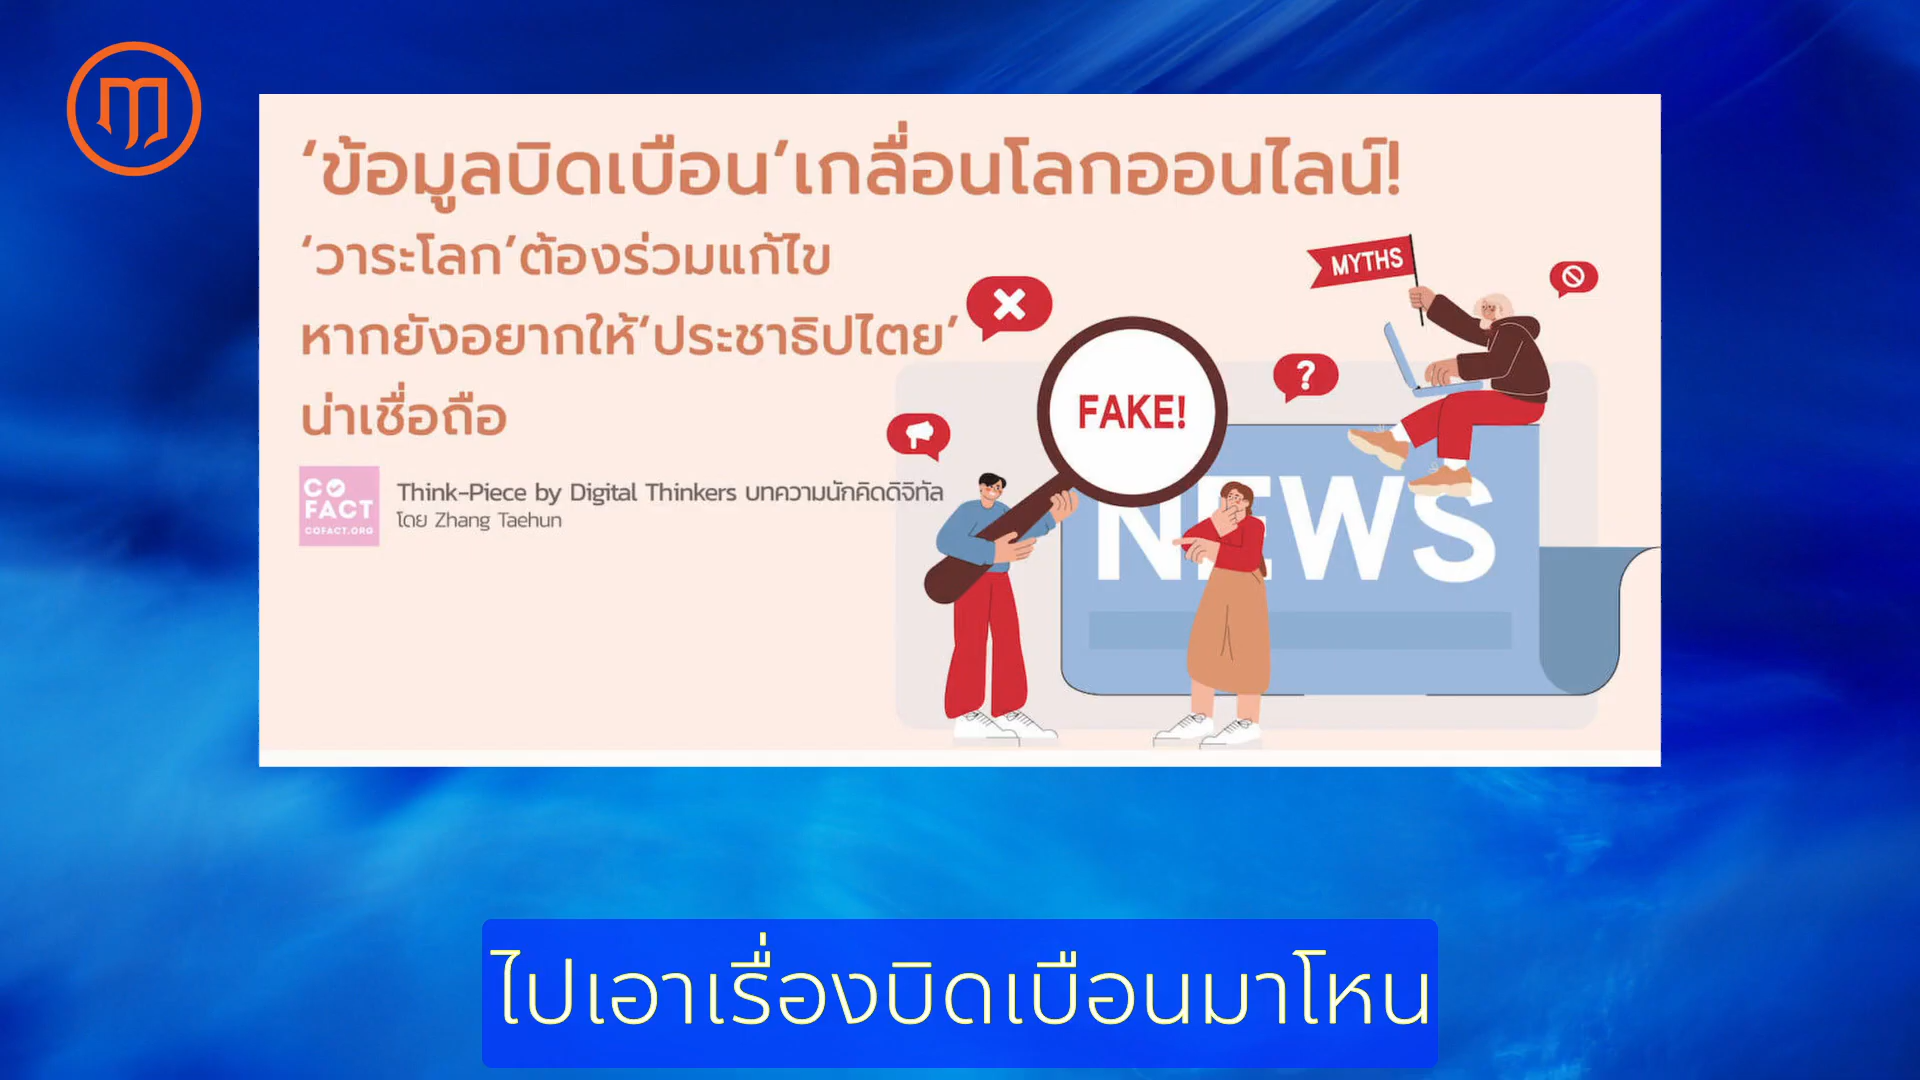 ‘ข้อมูลบิดเบือน’เกลื่อนโลกออนไลน์!
‘วาระโลก’ต้องร่วมแก้ไข
หากยังอยากให้‘ประชาธิปไตย’
น่าเชื่อถือ
MYTHS
?
FAKE!
NEWS
CO
FACT
COFACT.ORG
Think-Piece by Digital Thinkers บทความนักคิดดิจิทัล
โดย Zhang Taehun
ไปเอาเรื่องบิดเบือนมาโหน